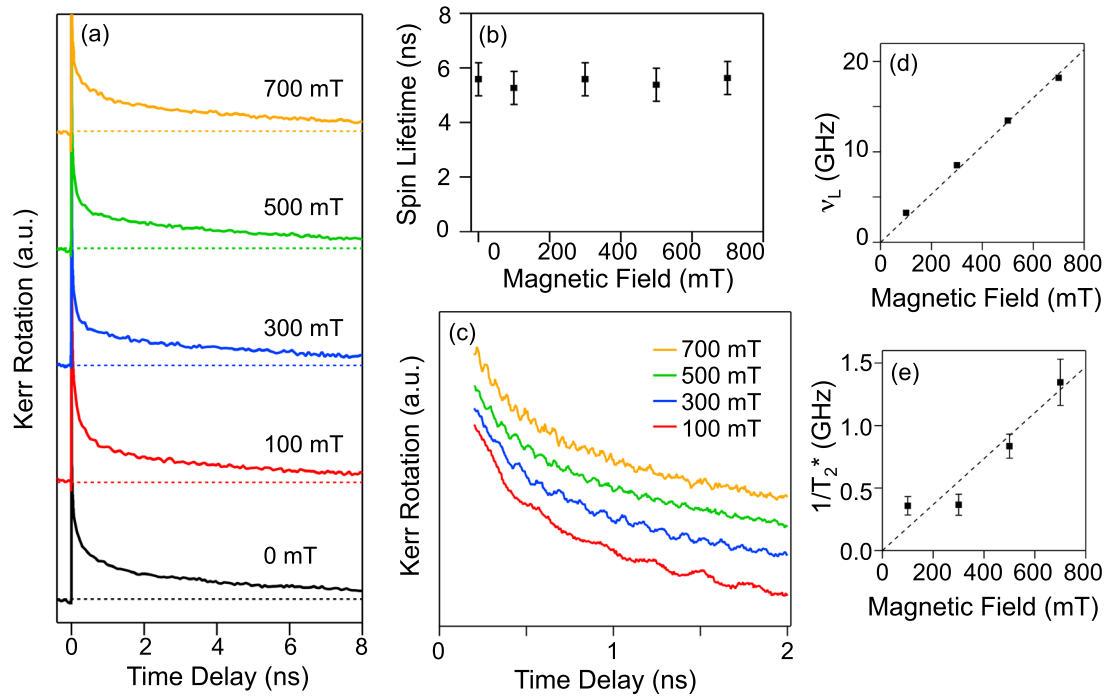 (a)
700 mT
500 mT
300 mT
100 mT
0 mT
Kerr Rotation (a.u.)
0 2 4 6 8
Time Delay (ns)
(b)
8
6
4
2
0
Spin Lifetime (ns)
0 200 400 600 800
Magnetic Field (mT)
(c)
700 mT
500 mT
300 mT
100 mT
Kerr Rotation (a.u.)
0 1 2
Time Delay (ns)
(d)
20
10
0
ν_L (GHz)
0 200 400 600 800
Magnetic Field (mT)
(e)
1.5
1.0
0.5
0.0
1/T₂* (GHz)
0 200 400 600 800
Magnetic Field (mT)